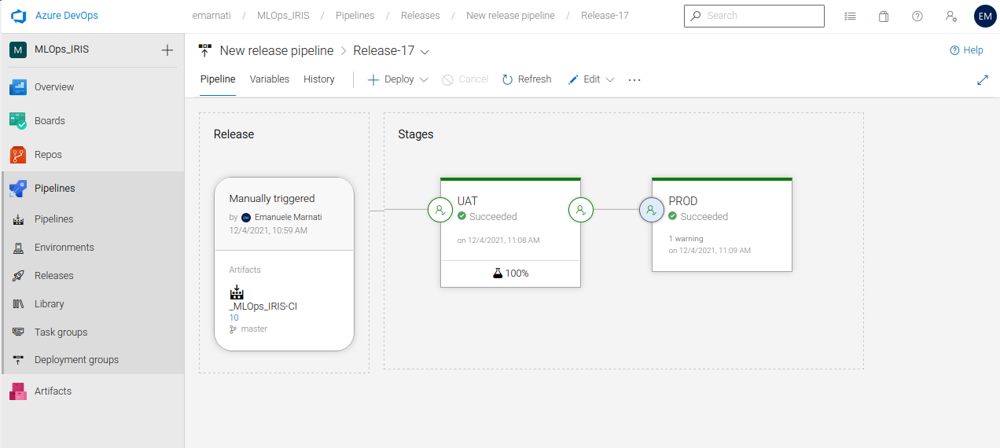 Azure DevOps
emarnati / MLOps_IRIS / Pipelines / Releases / New release pipeline / Release-17
Search
EM
M MLOps_IRIS
Overview
Boards
Repos
Pipelines
Pipelines
Environments
Releases
Library
Task groups
Deployment groups
Artifacts
New release pipeline > Release-17
Help
Pipeline Variables History Deploy Cancel Refresh Edit
Release
Manually triggered
by EM Emanuele Marnati
12/4/2021, 10:59 AM
Artifacts
_MLOps_IRIS-CI
10
master
Stages
UAT
Succeeded
on 12/4/2021, 11:08 AM
100%
PROD
Succeeded
1 warning
on 12/4/2021, 11:09 AM